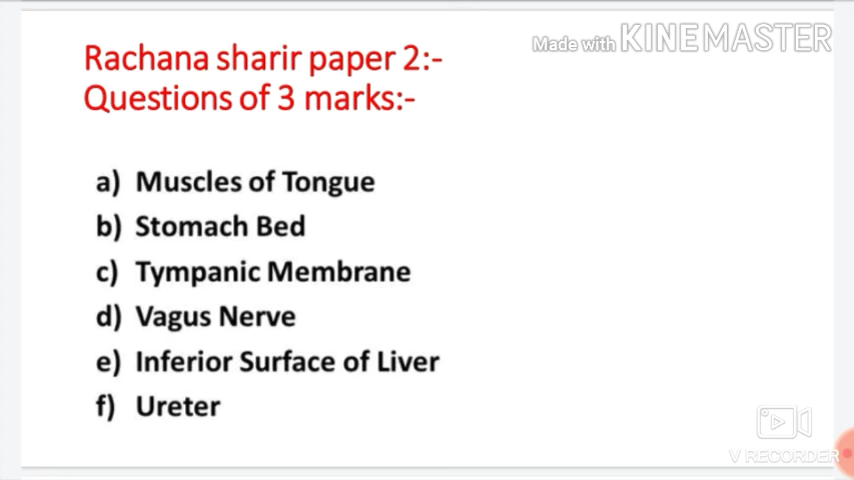 Made with KINEMASTER
Rachana sharir paper 2:-
Questions of 3 marks:-
a) Muscles of Tongue
b) Stomach Bed
c) Tympanic Membrane
d) Vagus Nerve
e) Inferior Surface of Liver
f) Ureter
V RECORDER